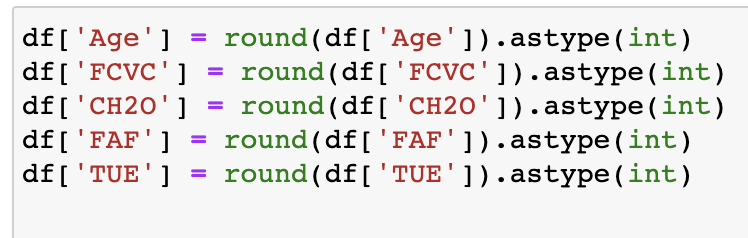 df['Age'] = round(df['Age']).astype(int)
df['FCVC'] = round(df['FCVC']).astype(int)
df['CH2O'] = round(df['CH2O']).astype(int)
df['FAF'] = round(df['FAF']).astype(int)
df['TUE'] = round(df['TUE']).astype(int)